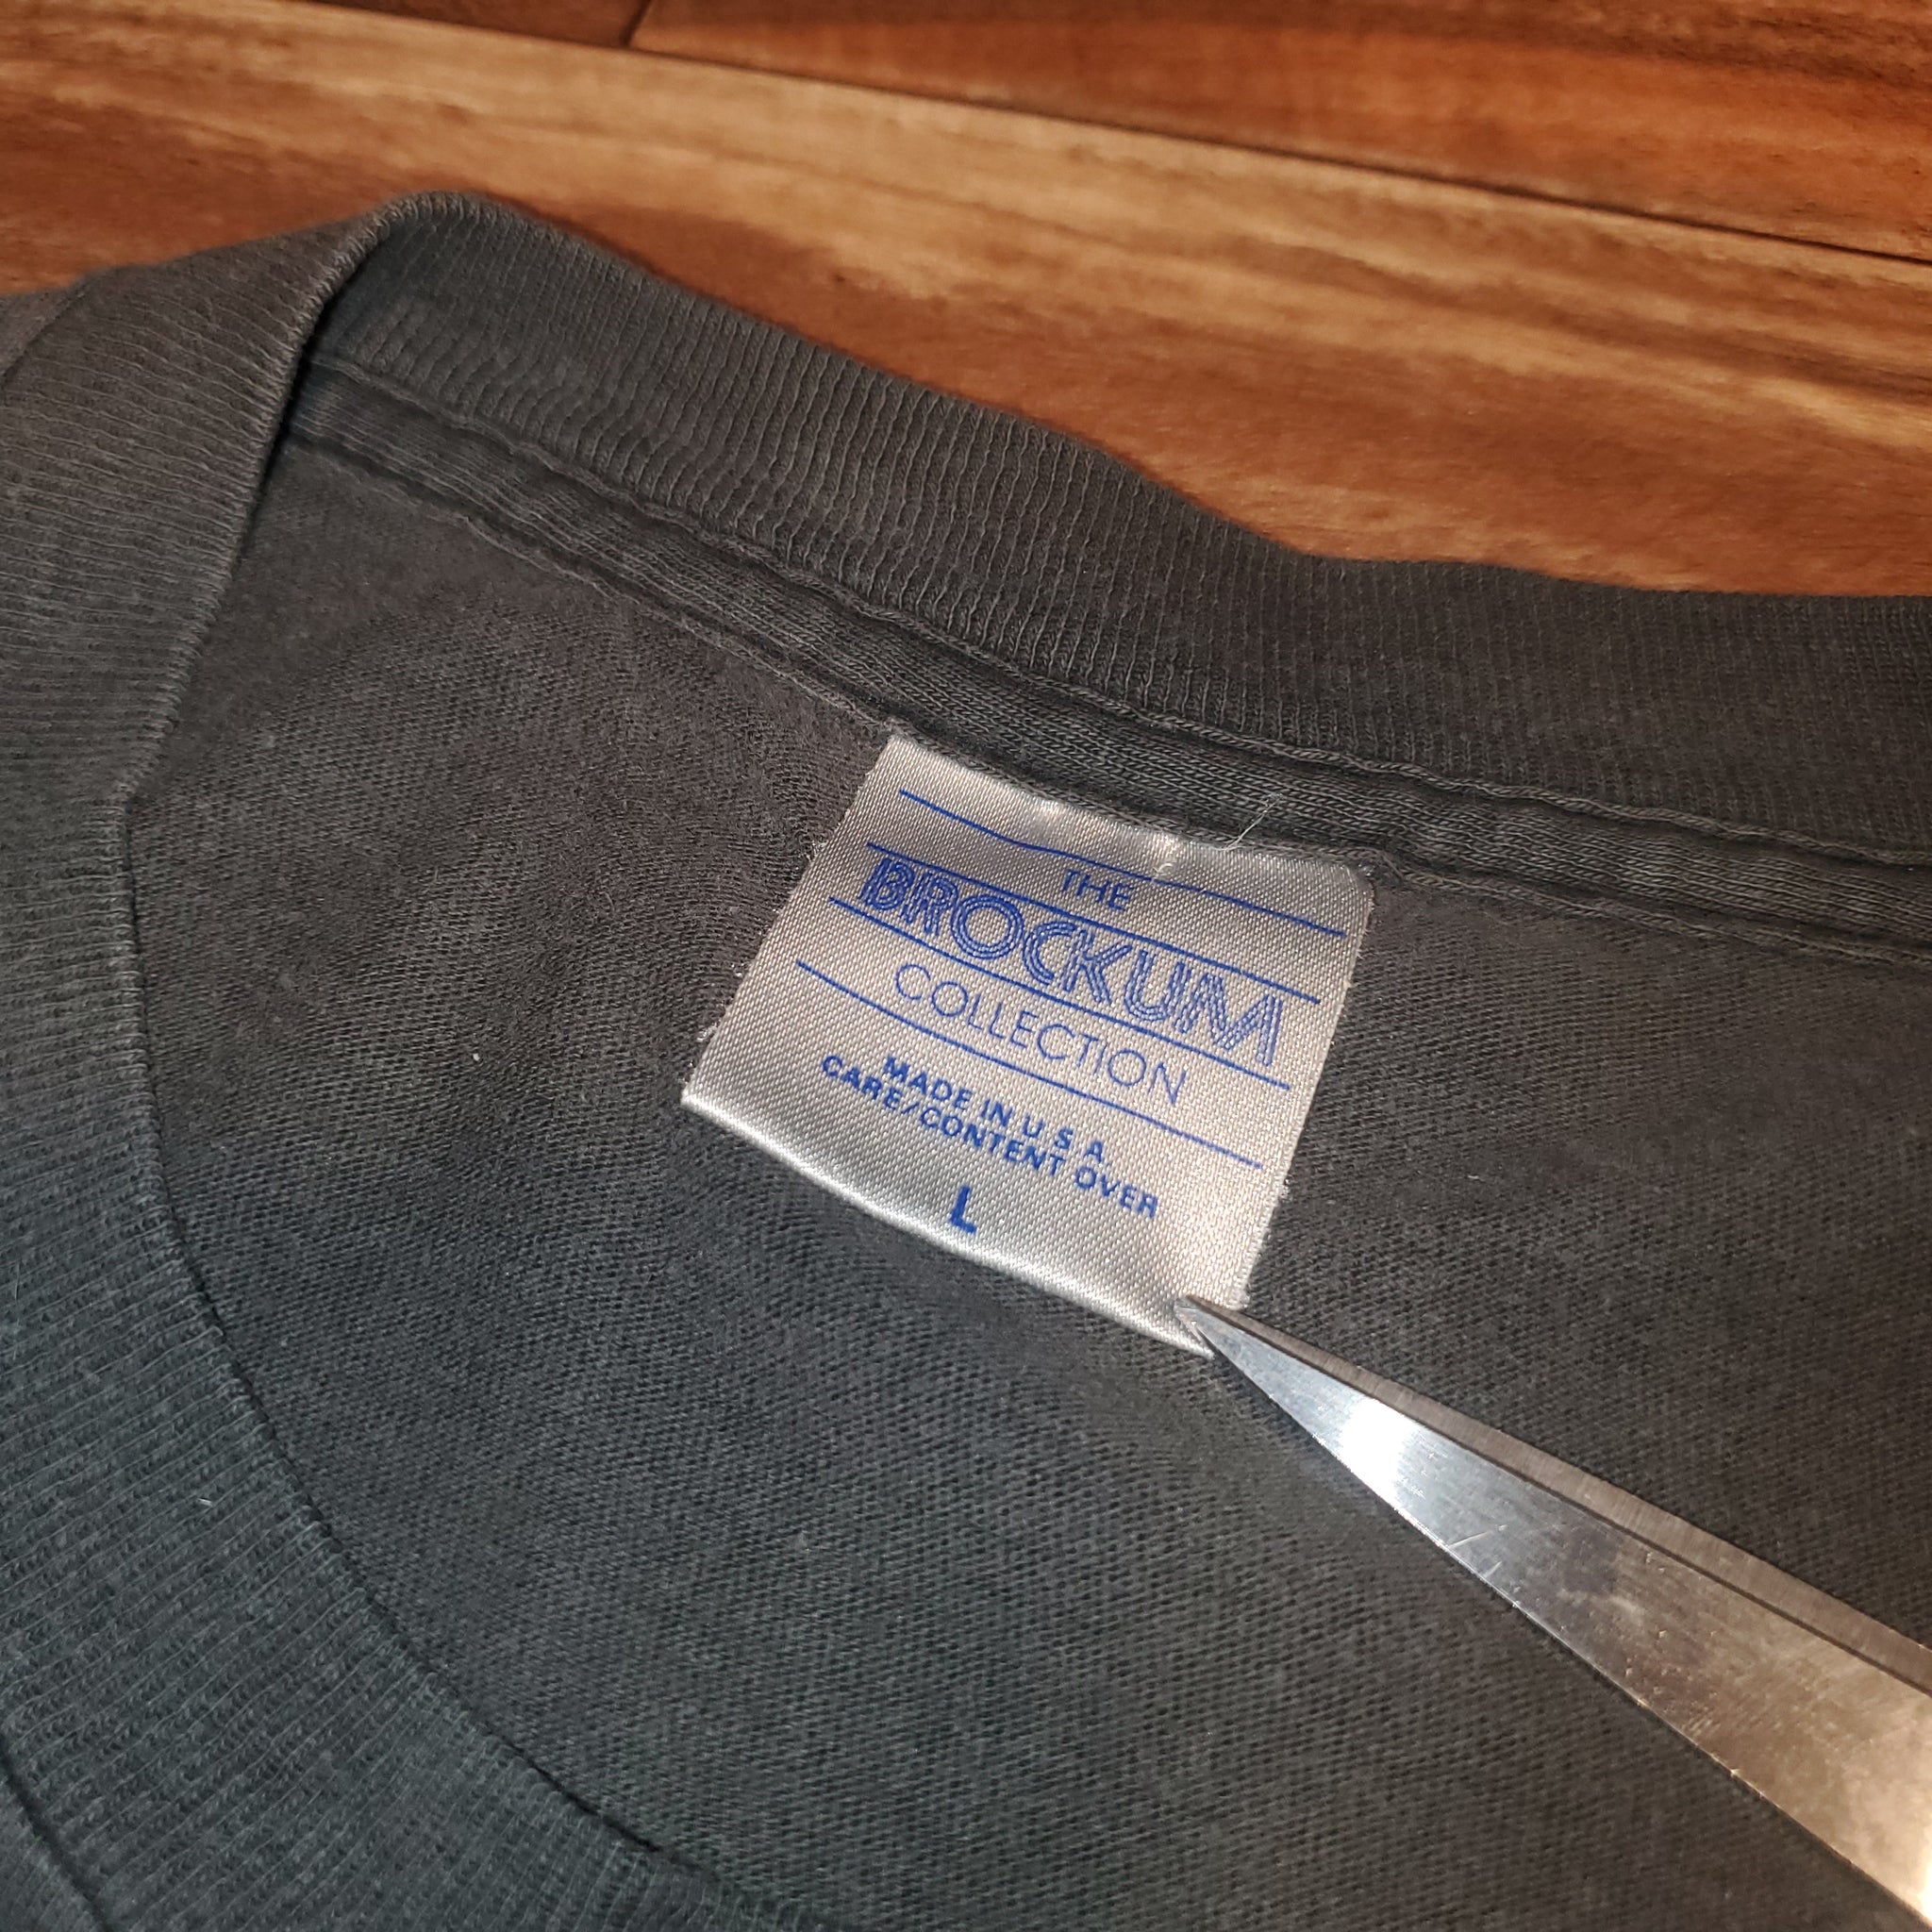 THE
BROCKUM
COLLECTION
MADE IN U S A
CARE/CONTENT OVER
L